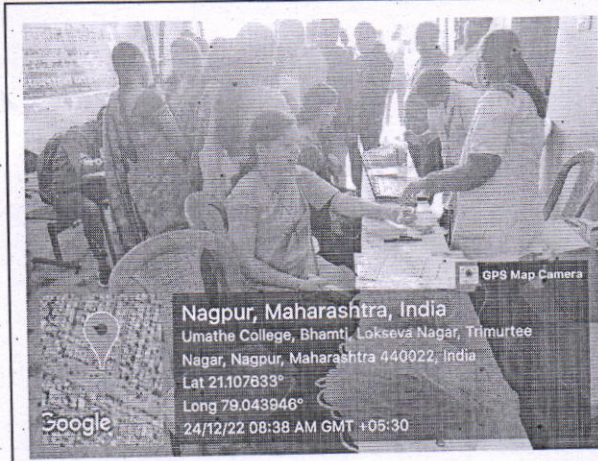 GPS Map Camera
Nagpur, Maharashtra, India
Umathe College, Bhamti, Lokseva Nagar, Trimurtee
Nagar, Nagpur, Maharashtra 440022, India
Lat 21.107633°
Long 79.043946°
24/12/22 08:38 AM GMT +05:30
Google